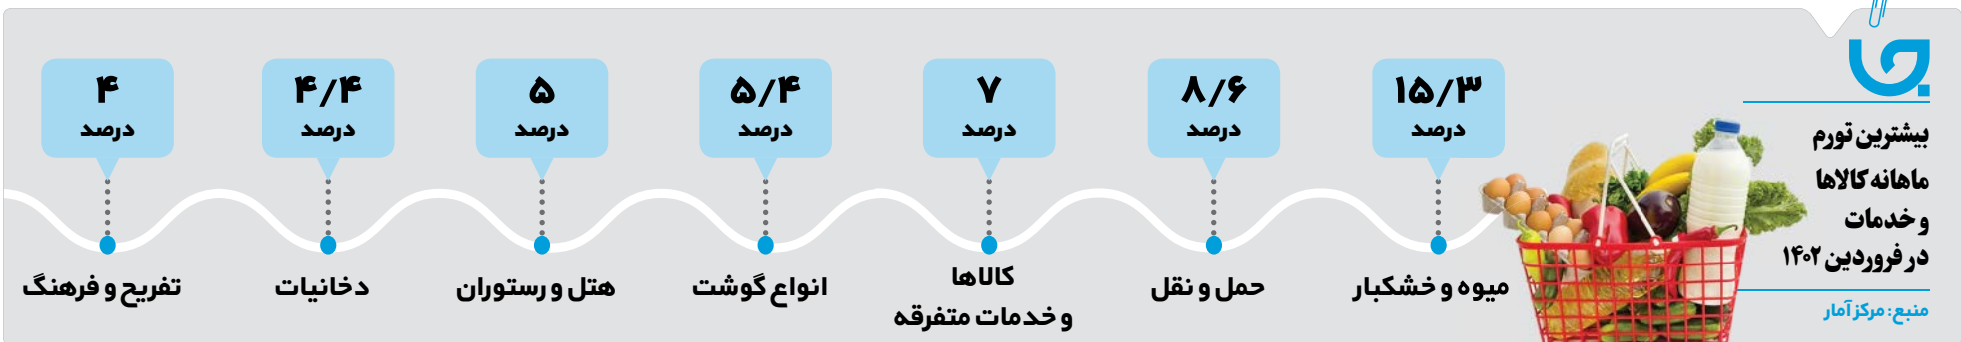 بیشترین تورم
ماهانه کالاها
و خدمات
در فروردین ۱۴۰۲
منبع: مرکز آمار
۱۵/۳
درصد
میوه و خشکبار
۸/۶
درصد
حمل و نقل
۷
درصد
کالاها
و خدمات متفرقه
۵/۴
درصد
انواع گوشت
۵
درصد
هتل و رستوران
۴/۴
درصد
دخانیات
۴
درصد
تفریح و فرهنگ